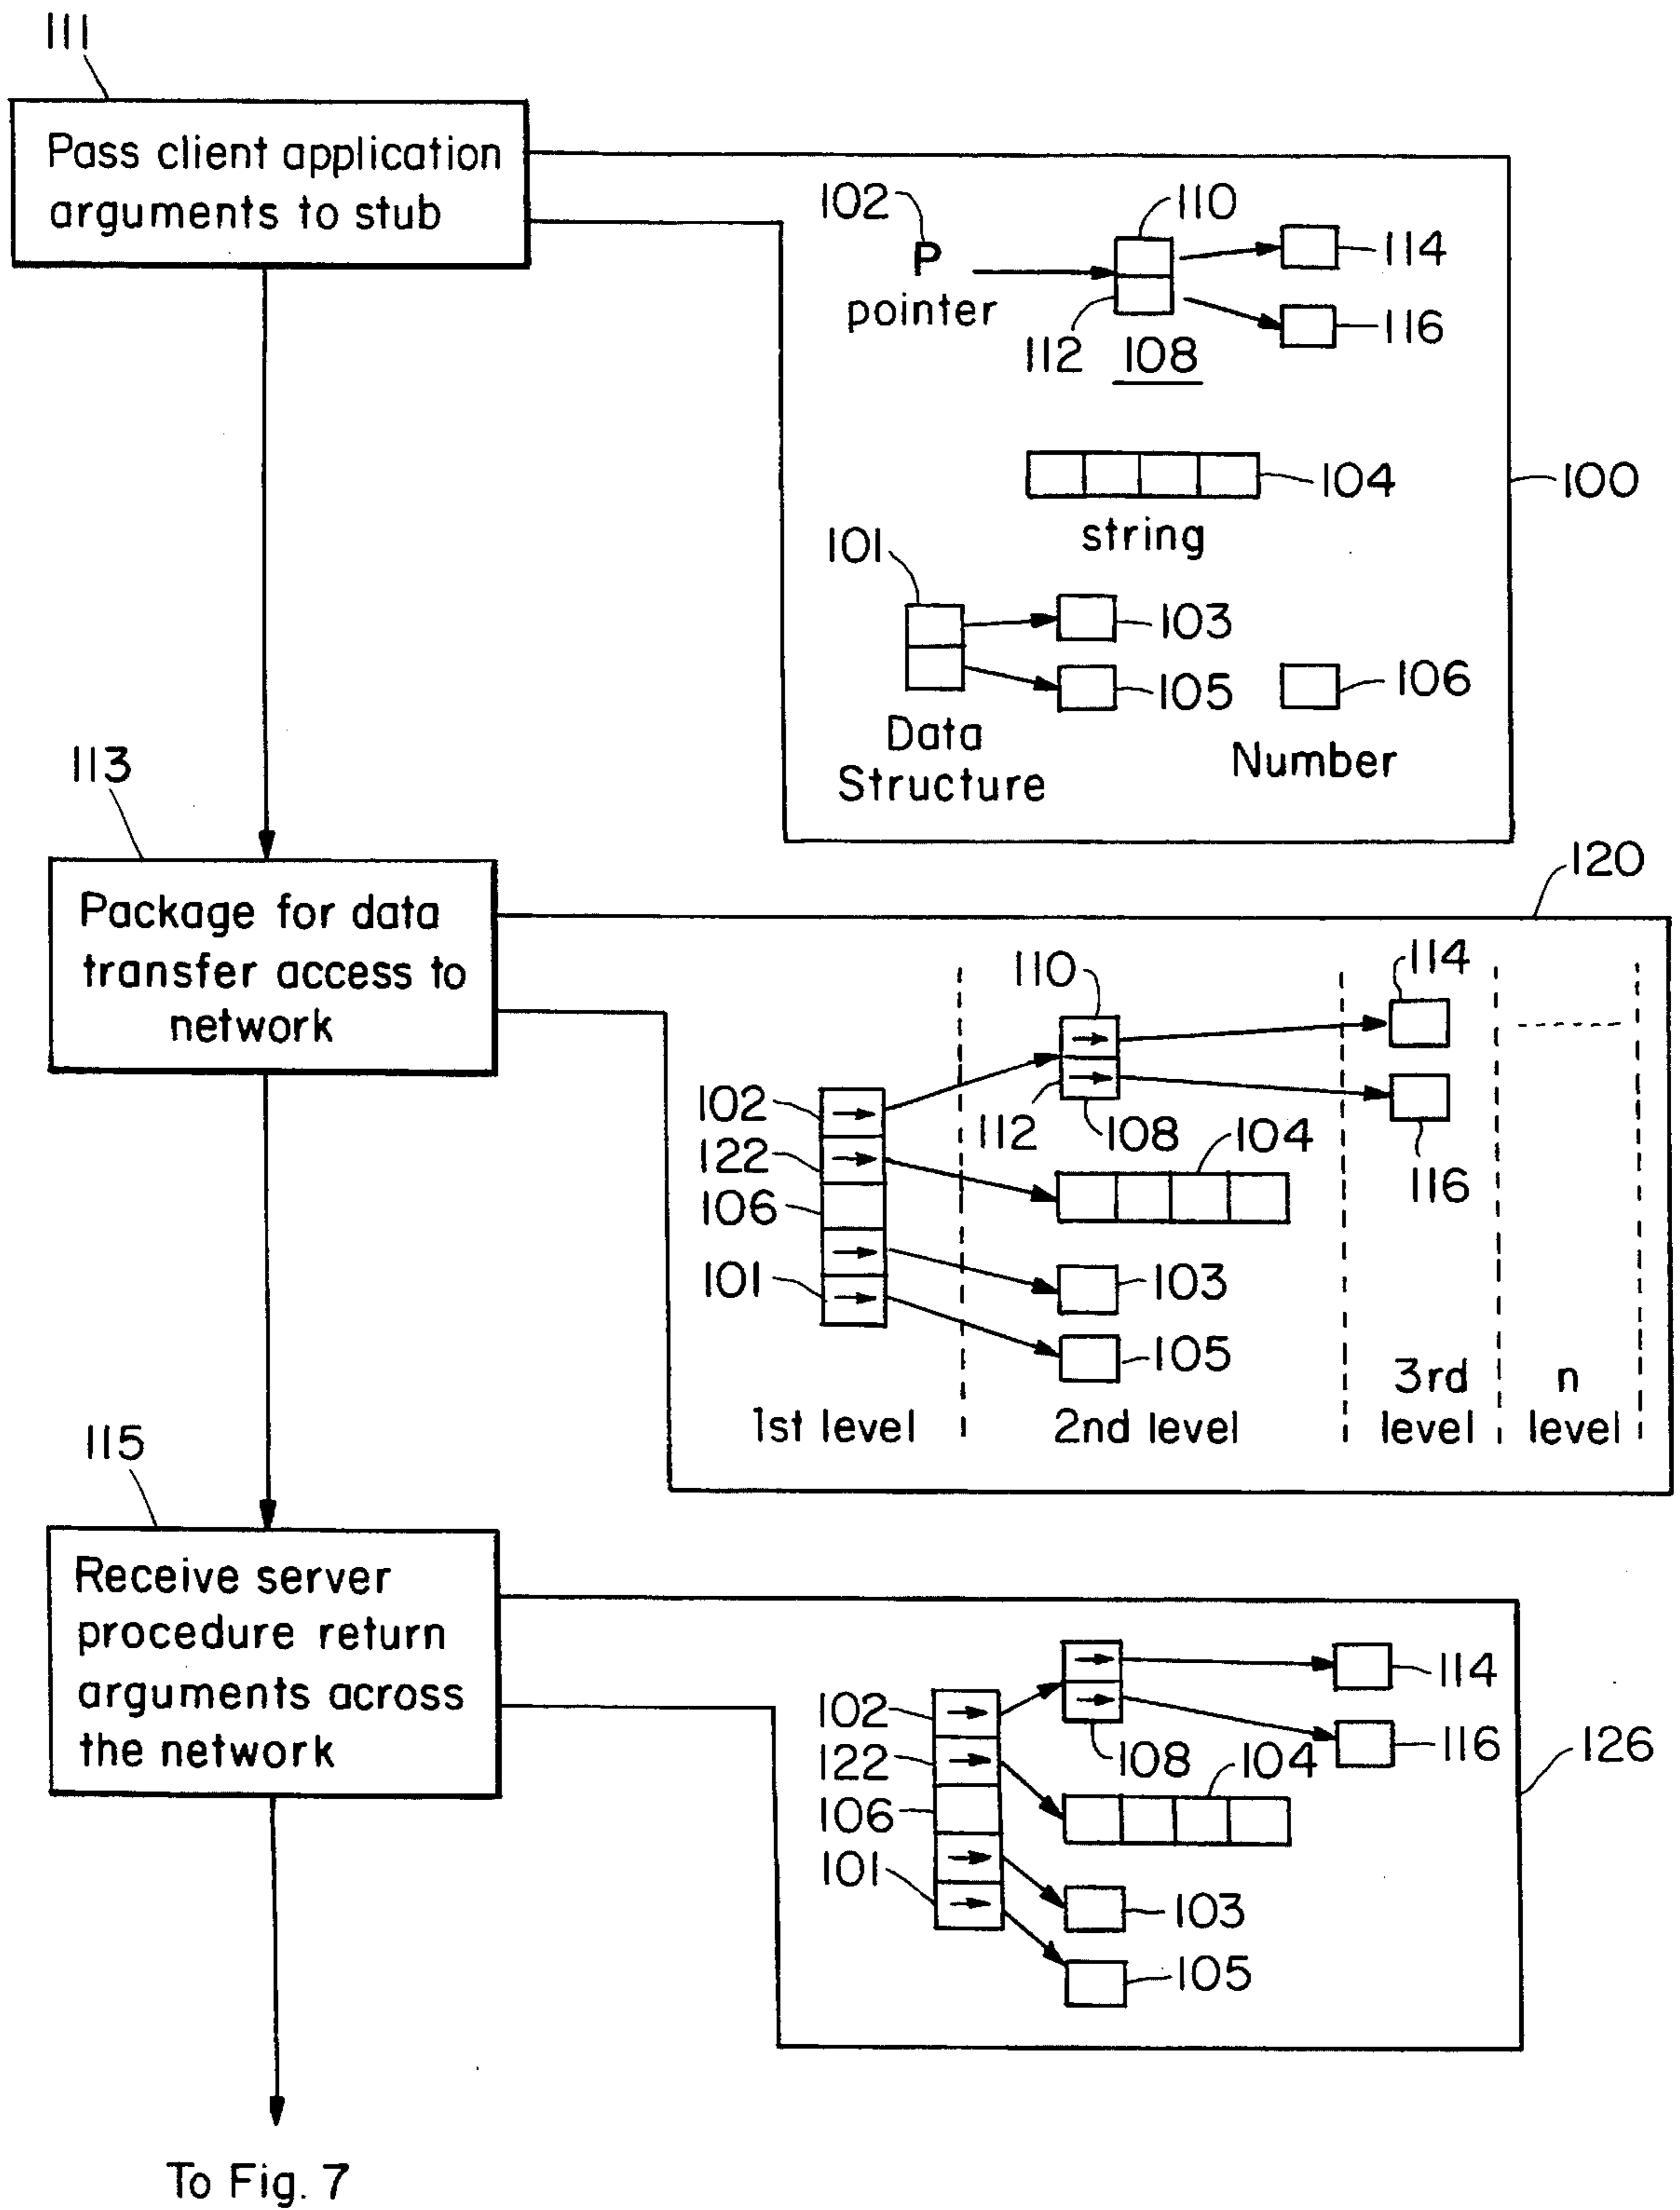 111
Pass client application
arguments to stub
102
P
pointer
110
112
108
114
116
104
string
100
101
103
105
Data
Structure
106
Number
113
Package for data
transfer access to
network
120
110
112
108
114
116
102
122
106
101
104
103
105
1st level
2nd level
3rd
level
n
level
115
Receive server
procedure return
arguments across
the network
102
122
106
101
108
104
114
116
103
105
126
To Fig. 7